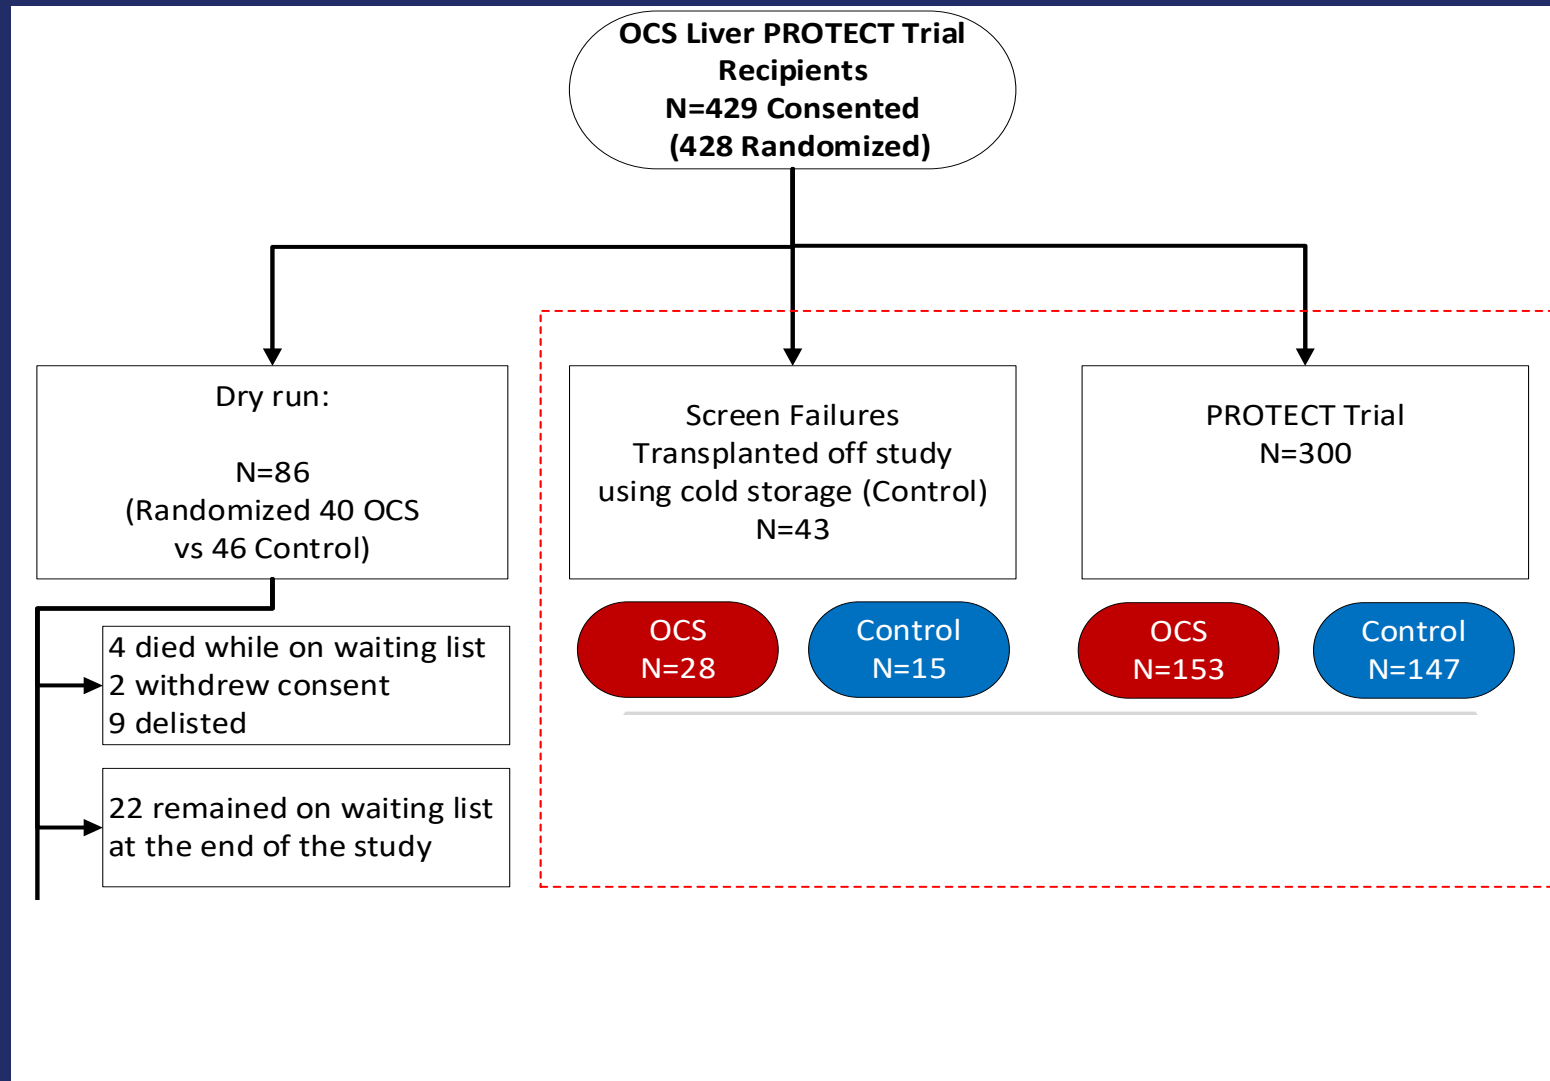 OCS Liver PROTECT Trial
Recipients
N=429 Consented
(428 Randomized)
Dry run:
N=86
(Randomized 40 OCS
vs 46 Control)
4 died while on waiting list
2 withdrew consent
9 delisted
22 remained on waiting list
at the end of the study
Screen Failures
Transplanted off study
using cold storage (Control)
N=43
OCS
N=28
Control
N=15
PROTECT Trial
N=300
OCS
N=153
Control
N=147